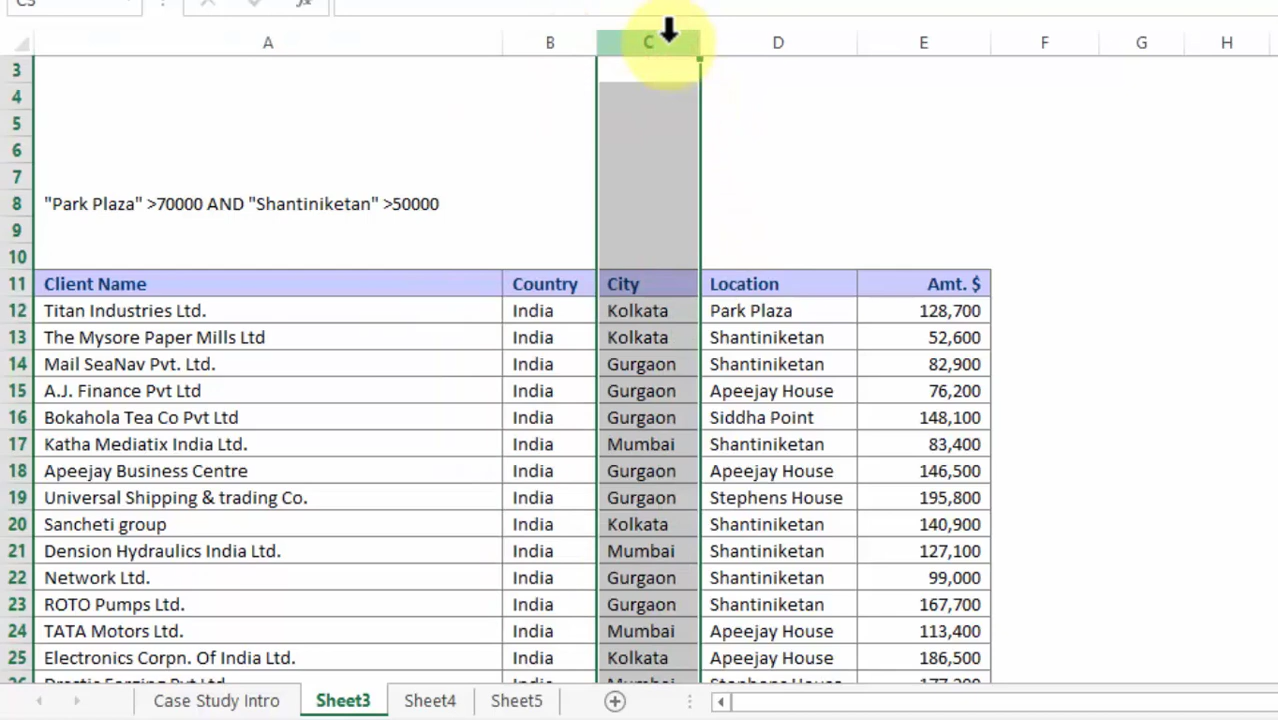 A B C D E F G H
3
4
5
6
7
8 "Park Plaza" >70000 AND "Shantiniketan" >50000
9
10
11 Client Name Country City Location Amt. $
12 Titan Industries Ltd. India Kolkata Park Plaza 128,700
13 The Mysore Paper Mills Ltd India Kolkata Shantiniketan 52,600
14 Mail SeaNav Pvt. Ltd. India Gurgaon Shantiniketan 82,900
15 A.J. Finance Pvt Ltd India Gurgaon Apeejay House 76,200
16 Bokahola Tea Co Pvt Ltd India Gurgaon Siddha Point 148,100
17 Katha Mediatix India Ltd. India Mumbai Shantiniketan 83,400
18 Apeejay Business Centre India Gurgaon Apeejay House 146,500
19 Universal Shipping & trading Co. India Gurgaon Stephens House 195,800
20 Sancheti group India Kolkata Shantiniketan 140,900
21 Dension Hydraulics India Ltd. India Mumbai Shantiniketan 127,100
22 Network Ltd. India Gurgaon Shantiniketan 99,000
23 ROTO Pumps Ltd. India Gurgaon Shantiniketan 167,700
24 TATA Motors Ltd. India Mumbai Apeejay House 113,400
25 Electronics Corpn. Of India Ltd. India Kolkata Apeejay House 186,500
Case Study Intro Sheet3 Sheet4 Sheet5